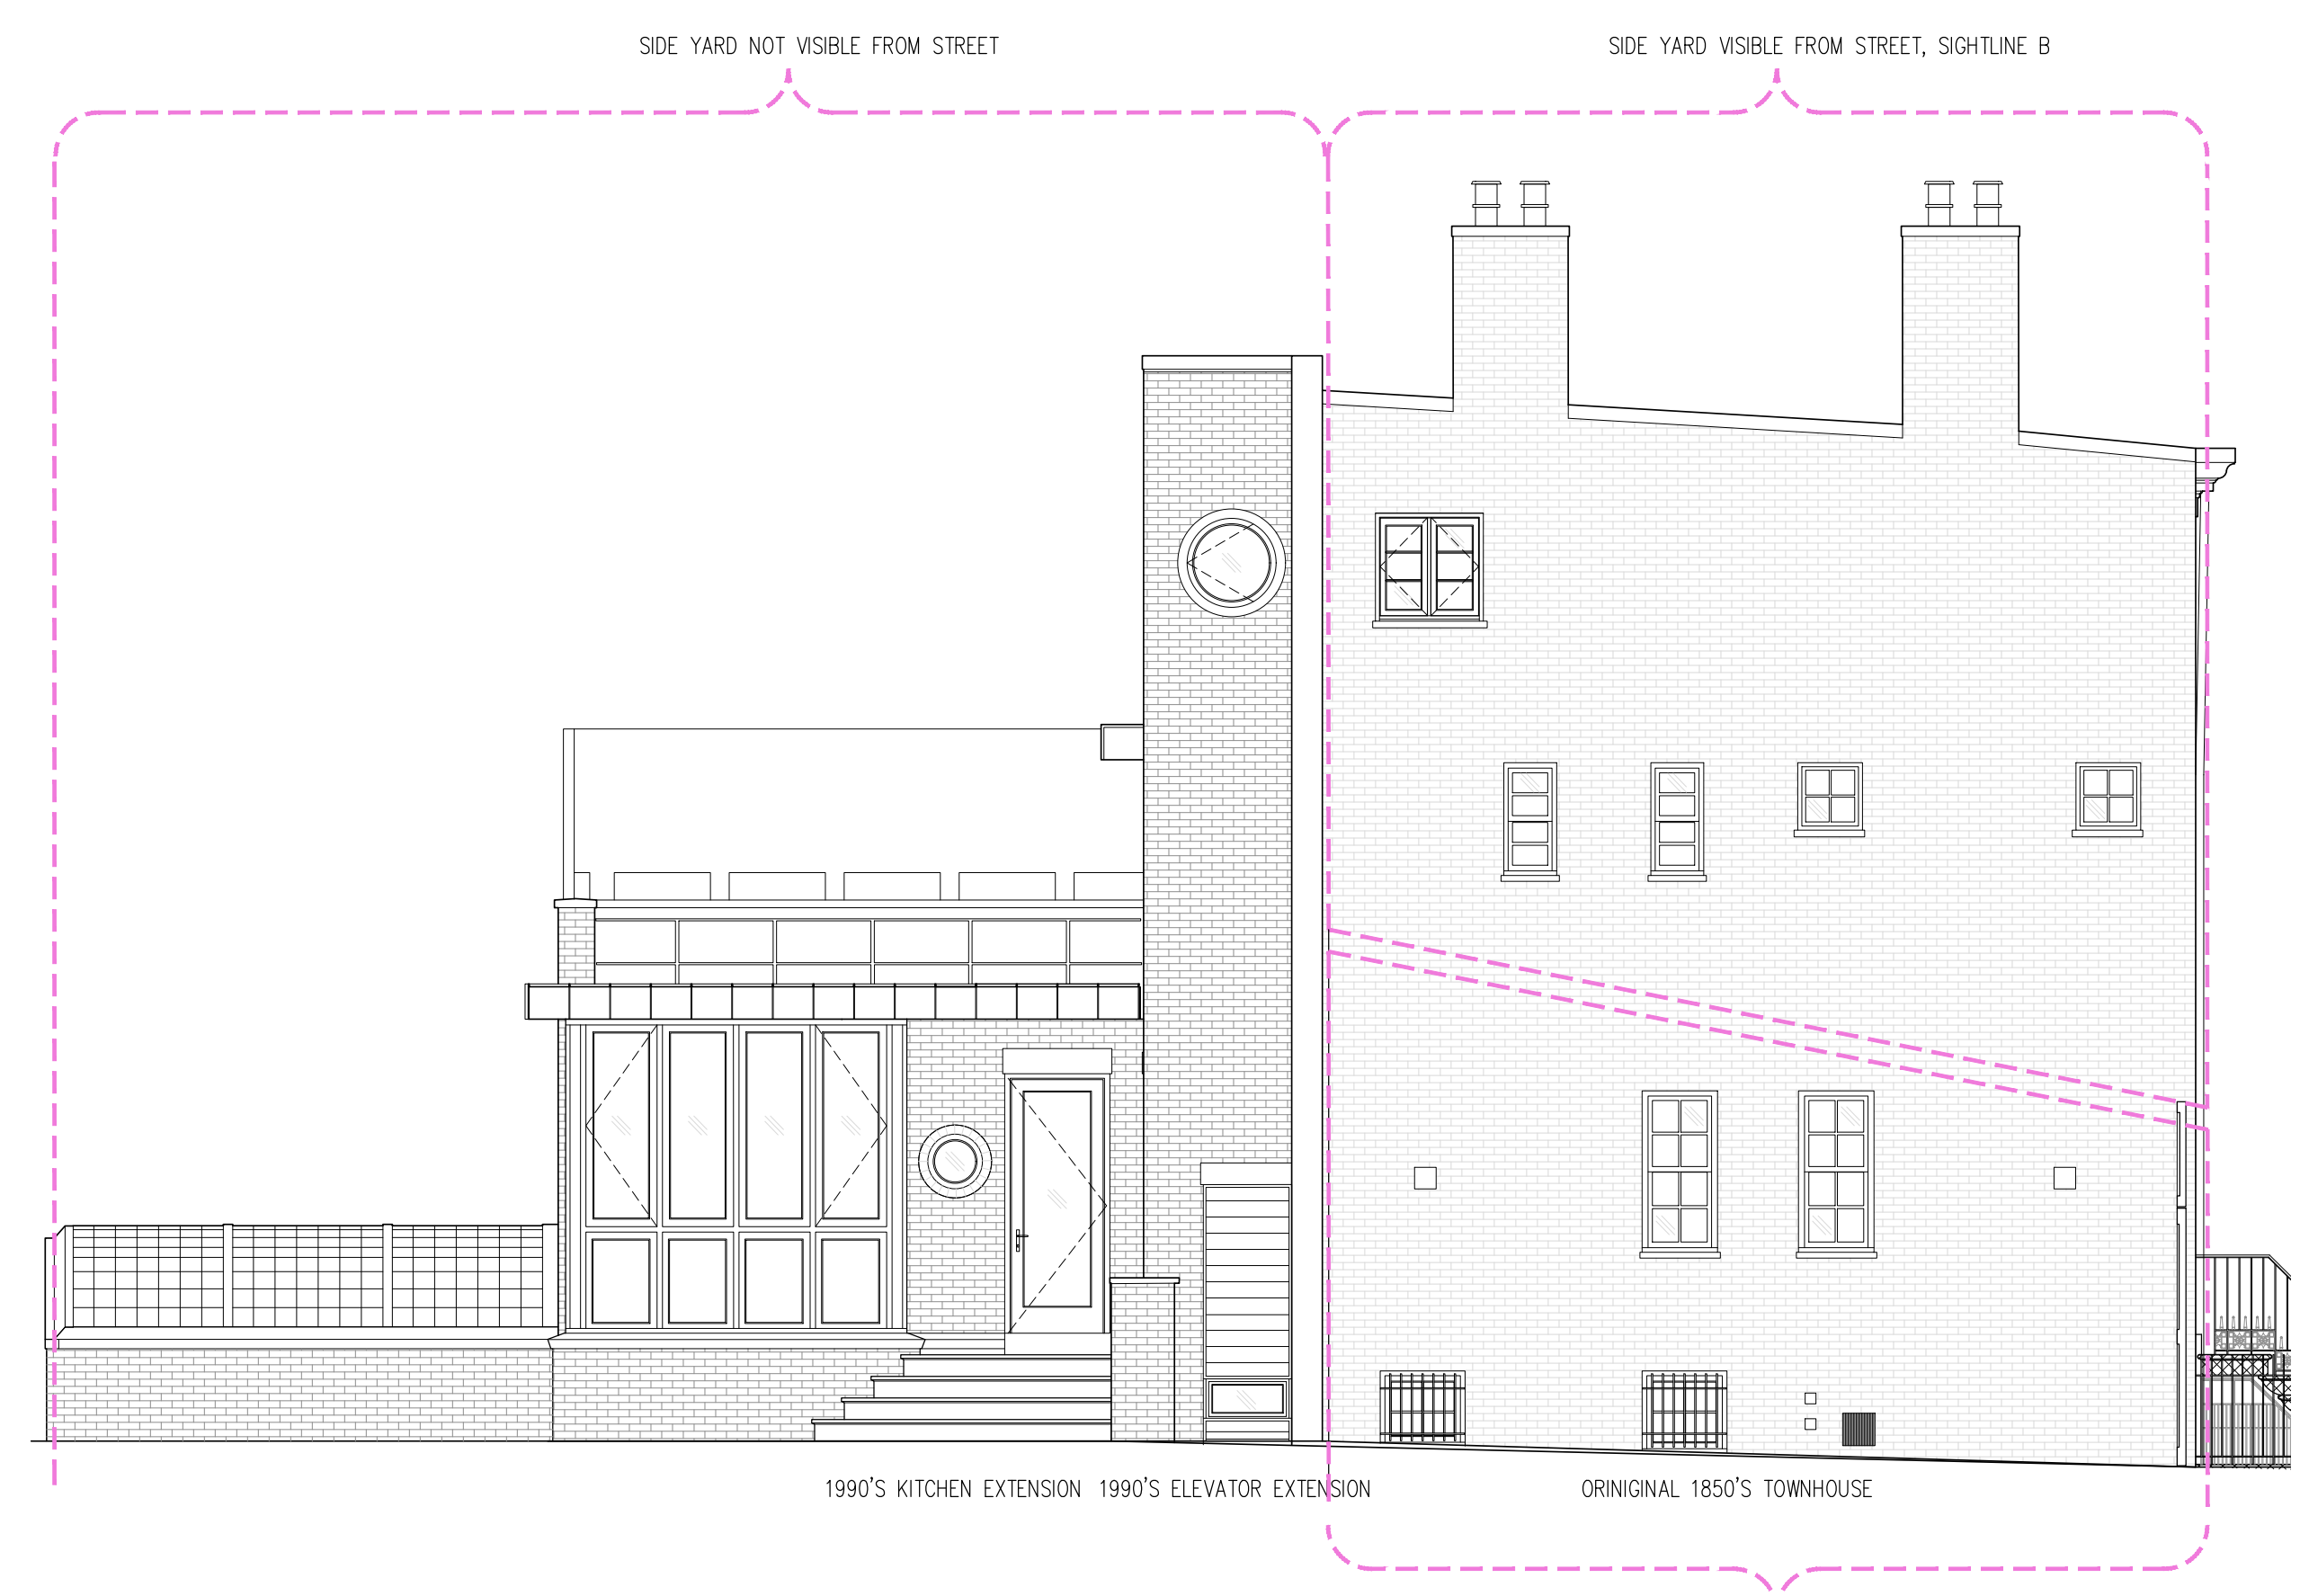 SIDE YARD NOT VISIBLE FROM STREET
SIDE YARD VISIBLE FROM STREET, SIGHTLINE B
1990'S KITCHEN EXTENSION
1990'S ELEVATOR EXTENSION
ORINIGINAL 1850'S TOWNHOUSE